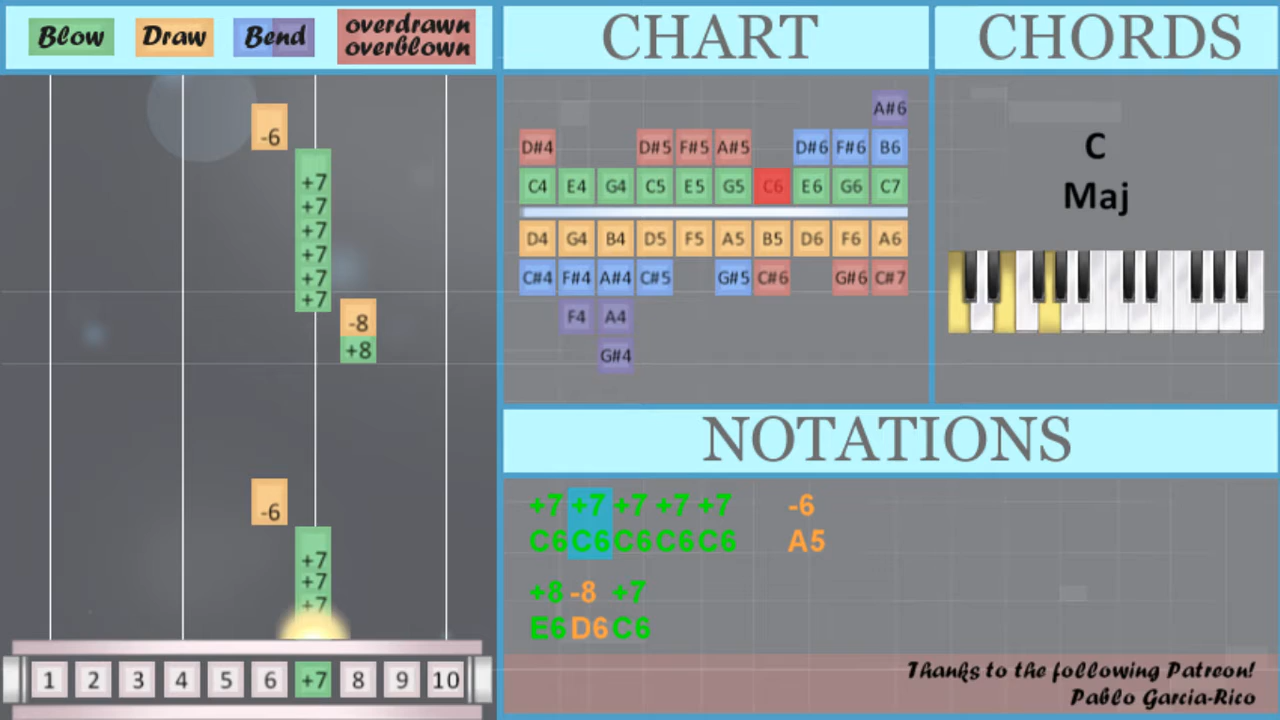 Blow Draw Bend overdrawn
overblown
CHART
CHORDS
-6
+7
+7
+7
+7
+7
+7
-8
+8
-6
+7
+7
+7
1 2 3 4 5 6 +7 8 9 10
A#6
D#4 D#5 F#5 A#5 D#6 F#6 B6
C4 E4 G4 C5 E5 G5 C6 E6 G6 C7
D4 G4 B4 D5 F5 A5 B5 D6 F6 A6
C#4 F#4 A#4 C#5 G#5 C#6 G#6 C#7
F4 A4
G#4
C
Maj
NOTATIONS
+7 +7 +7 +7 +7 -6
C6 C6 C6 C6 C6 A5
+8 -8 +7
E6 D6 C6
Thanks to the following Patreon!
Pablo Garcia-Rico